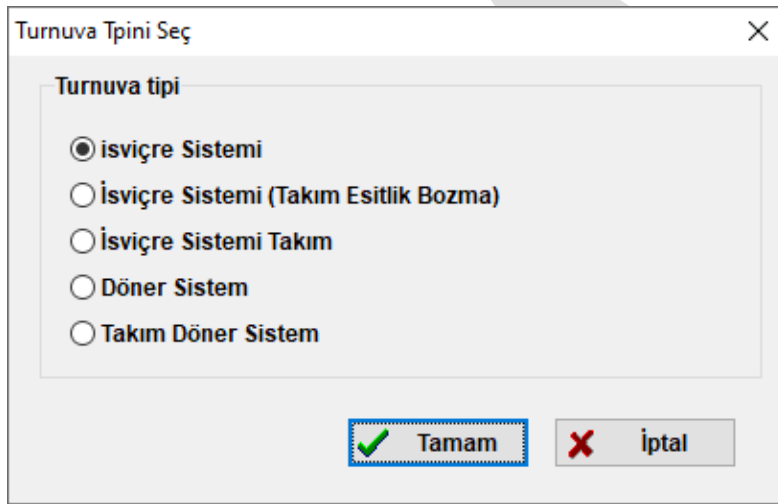 Turnuva Tpini Seç
Turnuva tipi
isviçre Sistemi
İsviçre Sistemi (Takım Esitlik Bozma)
İsviçre Sistemi Takım
Döner Sistem
Takım Döner Sistem
Tamam İptal